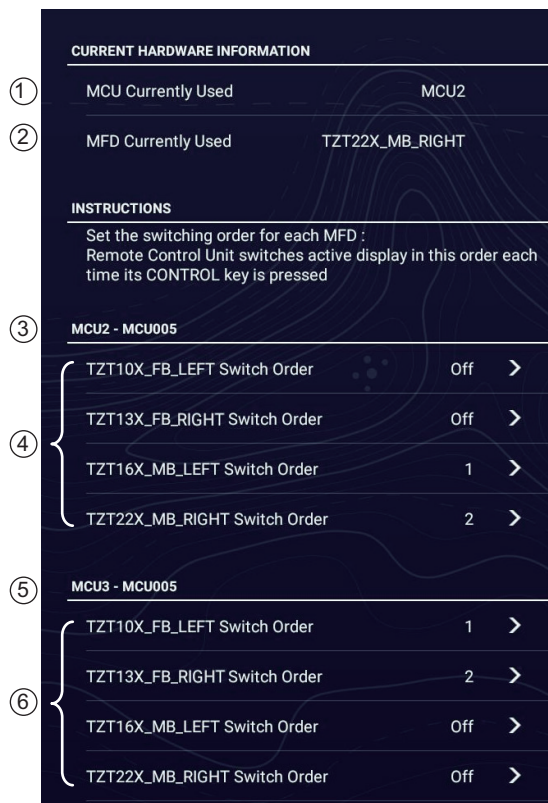 CURRENT HARDWARE INFORMATION
① MCU Currently Used MCU2
② MFD Currently Used TZT22X_MB_RIGHT
INSTRUCTIONS
Set the switching order for each MFD :
Remote Control Unit switches active display in this order each
time its CONTROL key is pressed
③ MCU2 - MCU005
TZT10X_FB_LEFT Switch Order Off >
TZT13X_FB_RIGHT Switch Order Off >
④
TZT16X_MB_LEFT Switch Order 1 >
TZT22X_MB_RIGHT Switch Order 2 >
⑤ MCU3 - MCU005
TZT10X_FB_LEFT Switch Order 1 >
TZT13X_FB_RIGHT Switch Order 2 >
⑥
TZT16X_MB_LEFT Switch Order Off >
TZT22X_MB_RIGHT Switch Order Off >